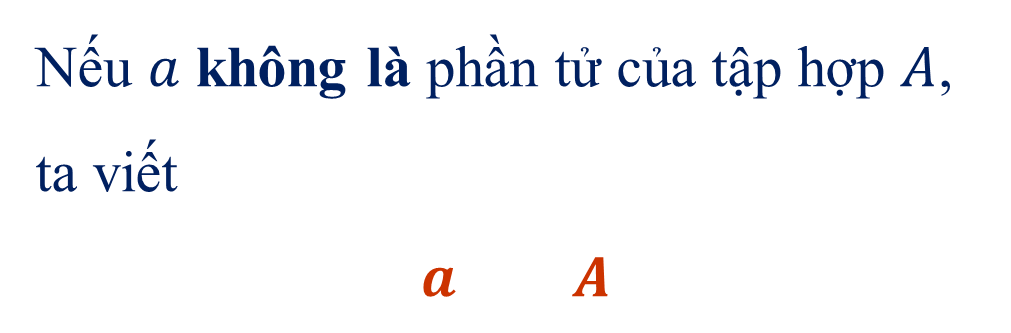 Nếu a không là phần tử của tập hợp A,
ta viết
a A